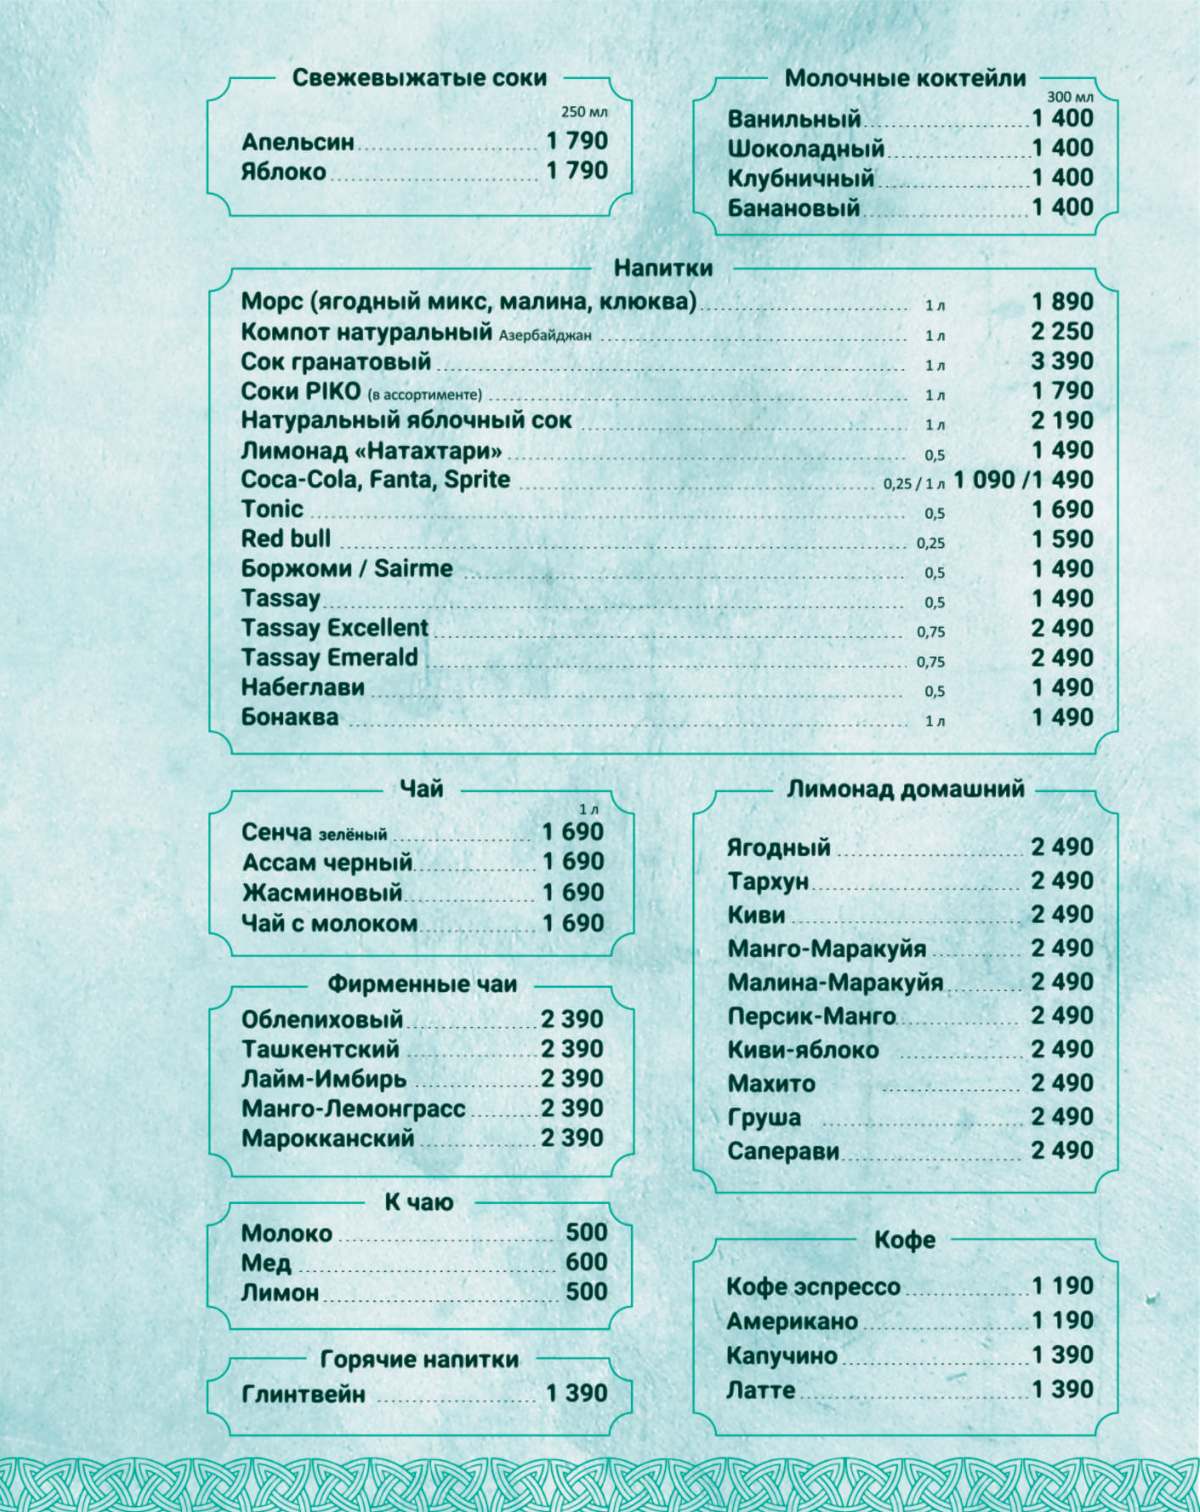 Свежевыжатые соки
250 мл
Апельсин 1 790
Яблоко 1 790
Молочные коктейли
300 мл
Ванильный 1 400
Шоколадный 1 400
Клубничный 1 400
Банановый 1 400
Напитки
Морс (ягодный микс, малина, клюква) 1 л 1 890
Компот натуральный Азербайджан 1 л 2 250
Сок гранатовый 1 л 3 390
Соки PIKO (в ассортименте) 1 л 1 790
Натуральный яблочный сок 1 л 2 190
Лимонад «Натахтари» 0,5 1 490
Coca-Cola, Fanta, Sprite 0,25 / 1 л 1 090 /1 490
Tonic 0,5 1 690
Red bull 0,25 1 590
Боржоми / Sairme 0,5 1 490
Tassay 0,5 1 490
Tassay Excellent 0,75 2 490
Tassay Emerald 0,75 2 490
Набеглави 0,5 1 490
Бонаква 1 л 1 490
Чай
1 л
Сенча зелёный 1 690
Ассам черный 1 690
Жасминовый 1 690
Чай с молоком 1 690
Фирменные чаи
Облепиховый 2 390
Ташкентский 2 390
Лайм-Имбирь 2 390
Манго-Лемонграсс 2 390
Марокканский 2 390
К чаю
Молоко 500
Мед 600
Лимон 500
Горячие напитки
Глинтвейн 1 390
Лимонад домашний
Ягодный 2 490
Тархун 2 490
Киви 2 490
Манго-Маракуйя 2 490
Малина-Маракуйя 2 490
Персик-Манго 2 490
Киви-яблоко 2 490
Махито 2 490
Груша 2 490
Саперави 2 490
Кофе
Кофе эспрессо 1 190
Американо 1 190
Капучино 1 390
Латте 1 390